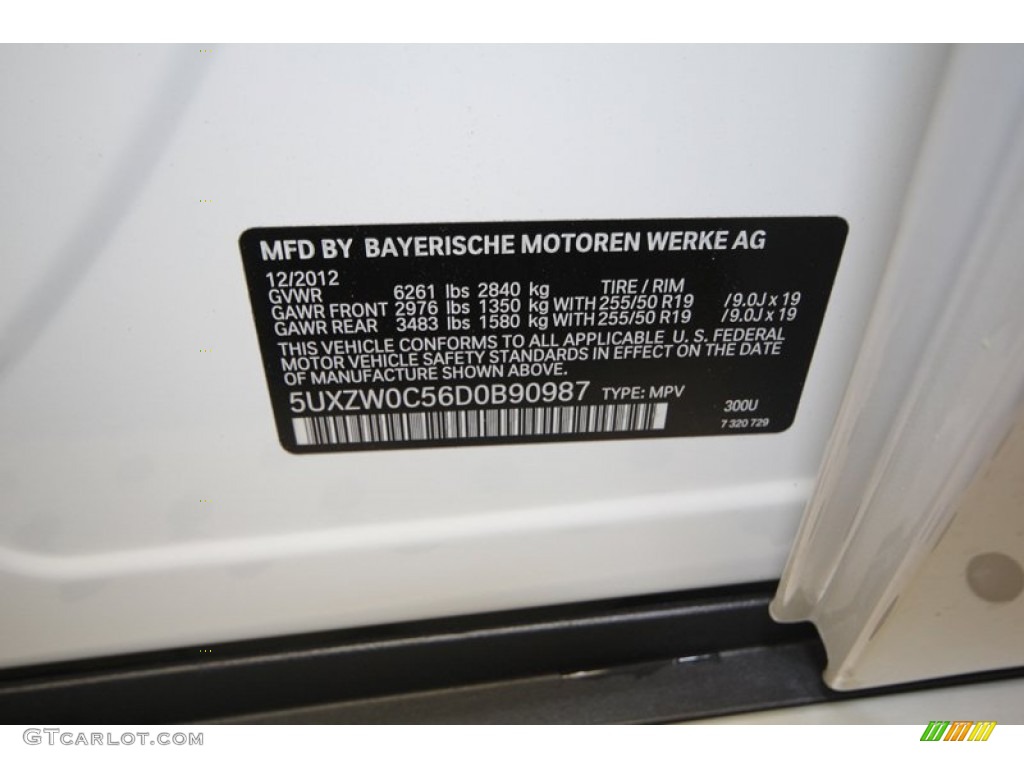 MFD BY BAYERISCHE MOTOREN WERKE AG
12/2012 TIRE / RIM
GVWR 6261 lbs 2840 kg
GAWR FRONT 2976 lbs 1350 kg WITH 255/50 R19 / 9.0J x 19
GAWR REAR 3483 lbs 1580 kg WITH 255/50 R19 / 9.0J x 19
THIS VEHICLE CONFORMS TO ALL APPLICABLE U. S. FEDERAL
MOTOR VEHICLE SAFETY STANDARDS IN EFFECT ON THE DATE
OF MANUFACTURE SHOWN ABOVE.
5UXZW0C56D0B90987 TYPE: MPV
300U
7 320 729
GTCarLot.com